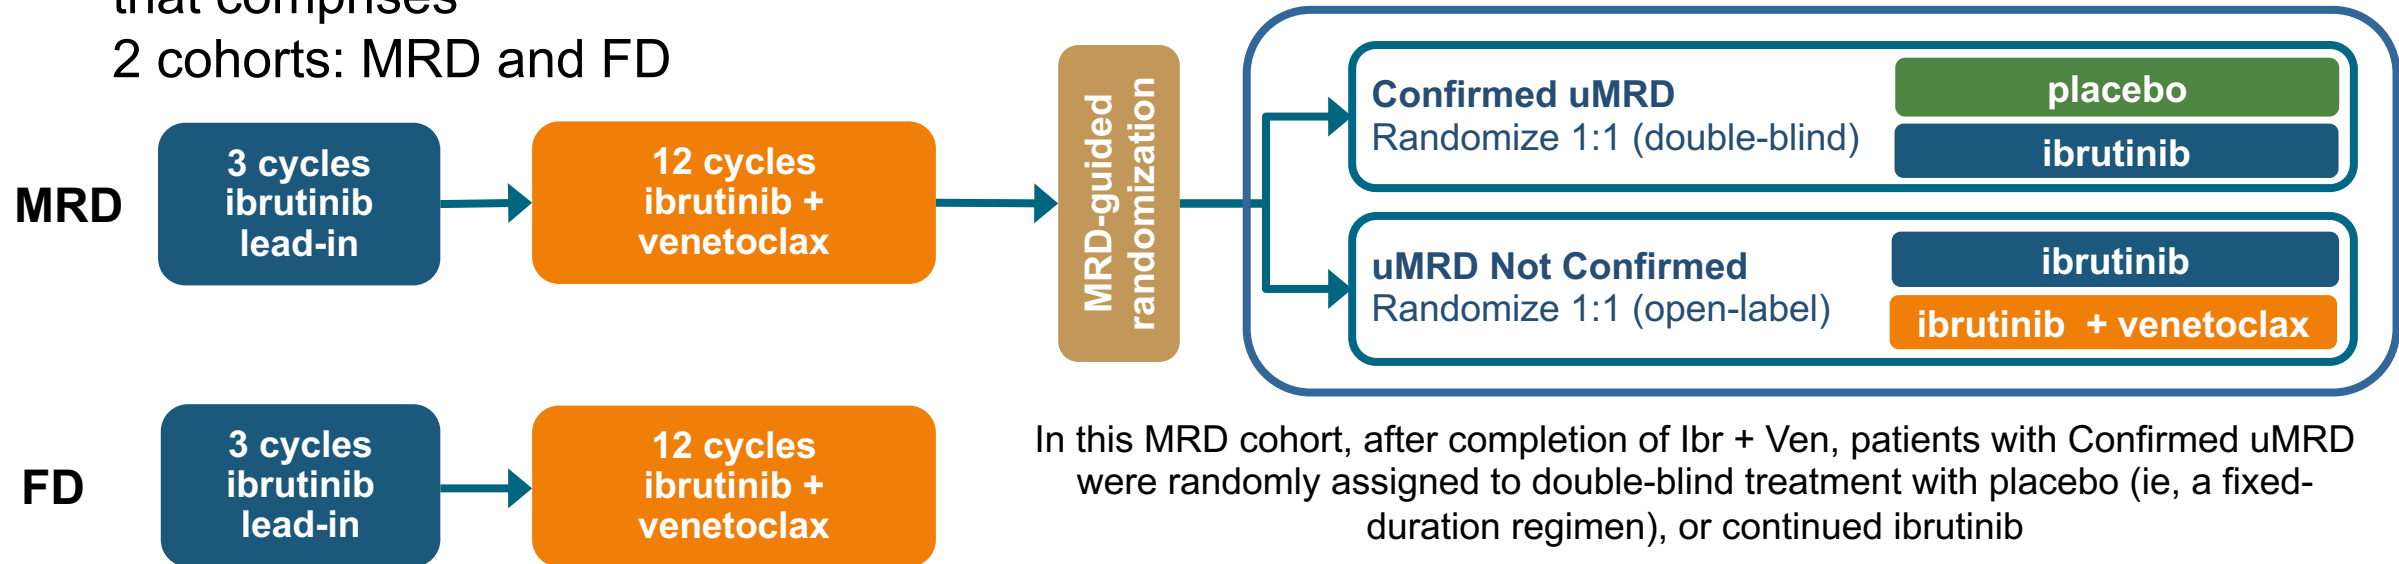 that comprises
2 cohorts: MRD and FD
MRD
3 cycles
ibrutinib
lead-in
12 cycles
ibrutinib +
venetoclax
MRD-guided
randomization
Confirmed uMRD
Randomize 1:1 (double-blind)
placebo
ibrutinib
uMRD Not Confirmed
Randomize 1:1 (open-label)
ibrutinib
ibrutinib + venetoclax
FD
3 cycles
ibrutinib
lead-in
12 cycles
ibrutinib +
venetoclax
In this MRD cohort, after completion of Ibr + Ven, patients with Confirmed uMRD
were randomly assigned to double-blind treatment with placebo (ie, a fixed-
duration regimen), or continued ibrutinib